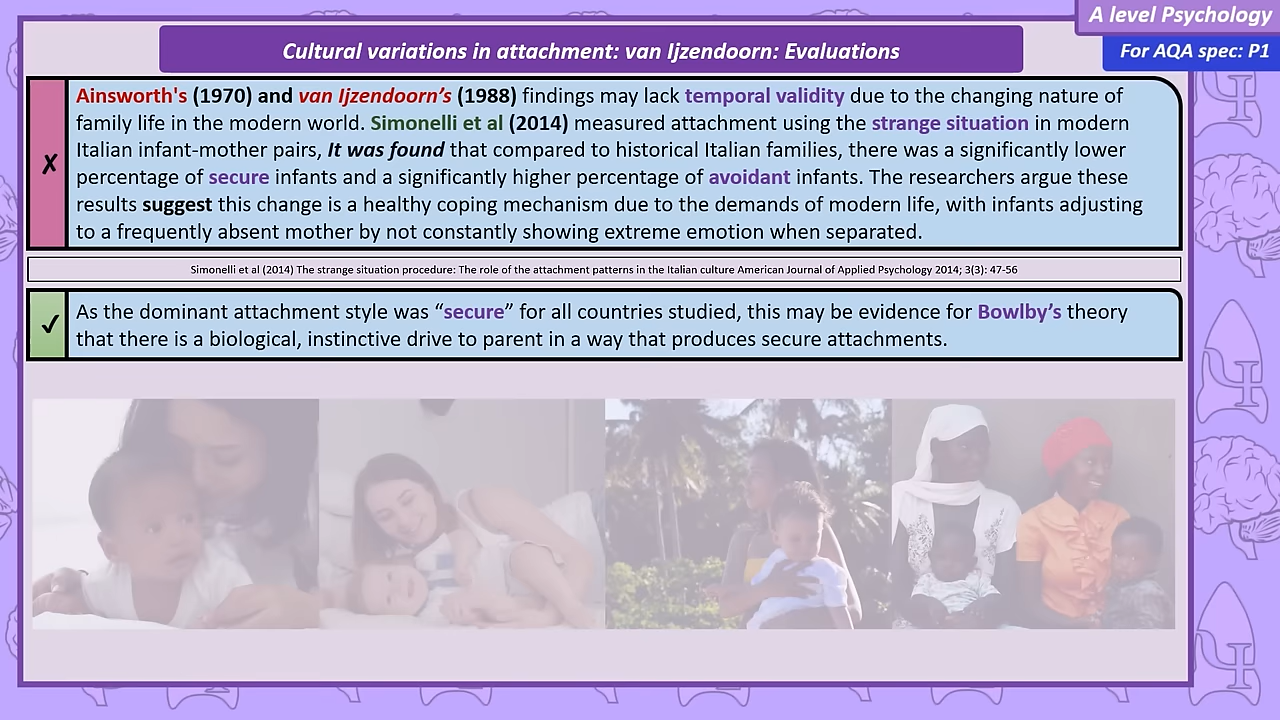 A level Psychology
For AQA spec: P1
Cultural variations in attachment: van Ijzendoorn: Evaluations
✗
Ainsworth's (1970) and van Ijzendoorn’s (1988) findings may lack temporal validity due to the changing nature of
family life in the modern world. Simonelli et al (2014) measured attachment using the strange situation in modern
Italian infant-mother pairs, It was found that compared to historical Italian families, there was a significantly lower
percentage of secure infants and a significantly higher percentage of avoidant infants. The researchers argue these
results suggest this change is a healthy coping mechanism due to the demands of modern life, with infants adjusting
to a frequently absent mother by not constantly showing extreme emotion when separated.
Simonelli et al (2014) The strange situation procedure: The role of the attachment patterns in the Italian culture American Journal of Applied Psychology 2014; 3(3): 47-56
✓
As the dominant attachment style was “secure” for all countries studied, this may be evidence for Bowlby’s theory
that there is a biological, instinctive drive to parent in a way that produces secure attachments.